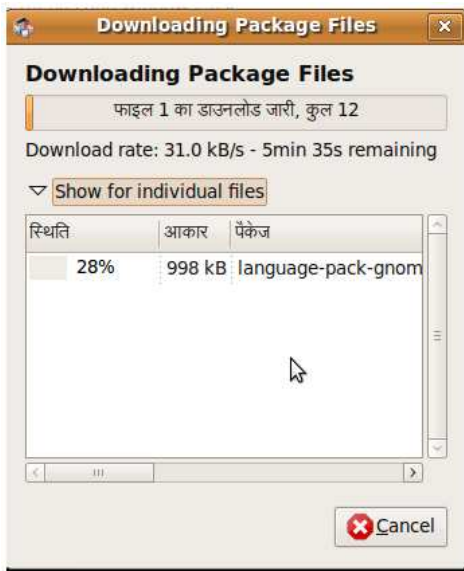 Downloading Package Files
Downloading Package Files
फाइल 1 का डाउनलोड जारी, कुल 12
Download rate: 31.0 kB/s - 5min 35s remaining
Show for individual files
स्थिति आकार पैकेज
28% 998 kB language-pack-gnom
Cancel